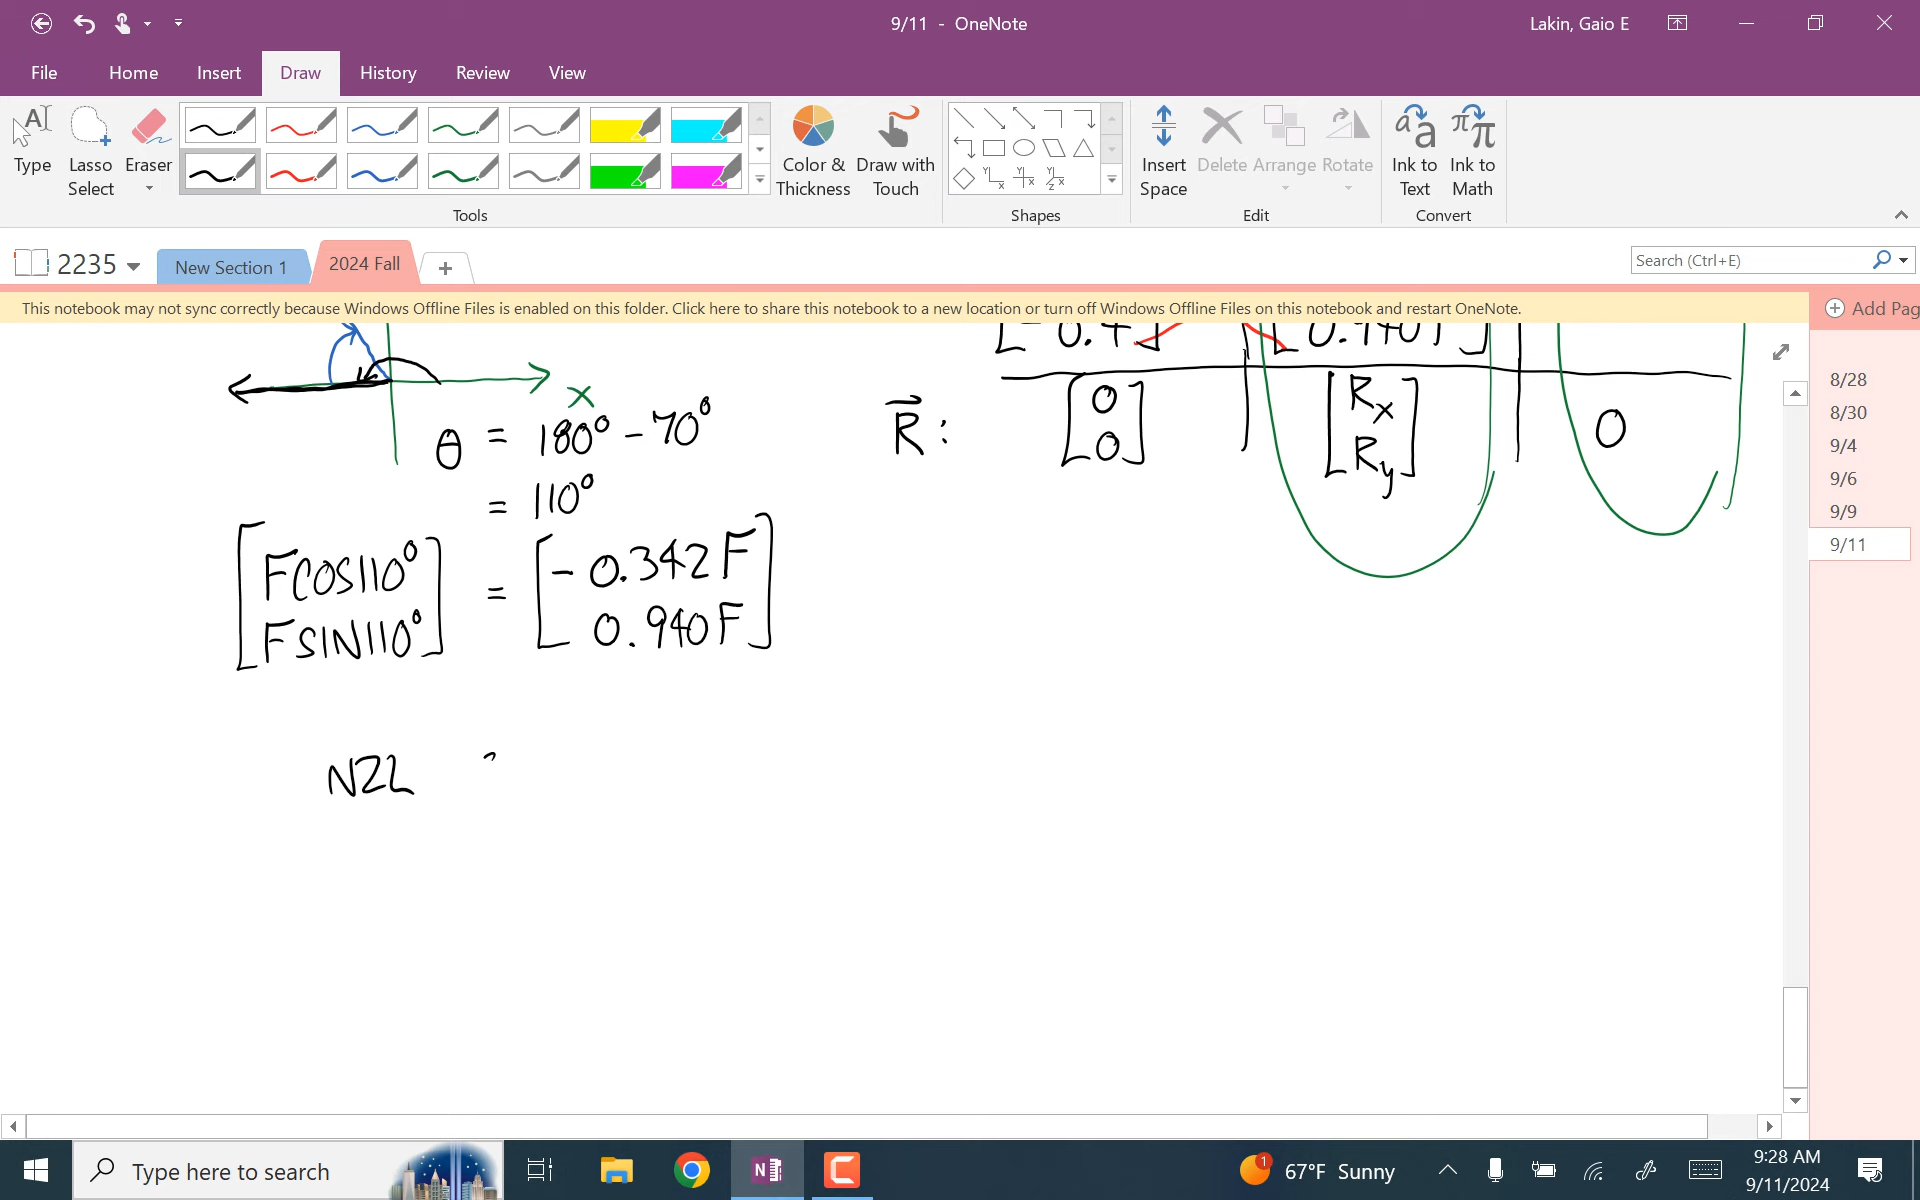 9/11 - OneNote
Lakin, Gaio E
File Home Insert Draw History Review View
Type
Lasso Select
Eraser
Color & Thickness
Draw with Touch
Insert Space
Delete
Arrange
Rotate
Ink to Text
Ink to Math
Tools
Shapes
Edit
Convert
2235
New Section 1
2024 Fall
Search (Ctrl+E)
This notebook may not sync correctly because Windows Offline Files is enabled on this folder. Click here to share this notebook to a new location or turn off Windows Offline Files on this notebook and restart OneNote.
Add Pag
8/28
8/30
9/4
9/6
9/9
9/11
x
θ = 180° - 70°
= 110°
[FCOS110° FSIN110°] = [-0.342F 0.940F]
N2L
[-0.4] [0.940F]
R⃗: [0 0] [Rx Ry] 0
Type here to search
67°F Sunny
9:28 AM
9/11/2024